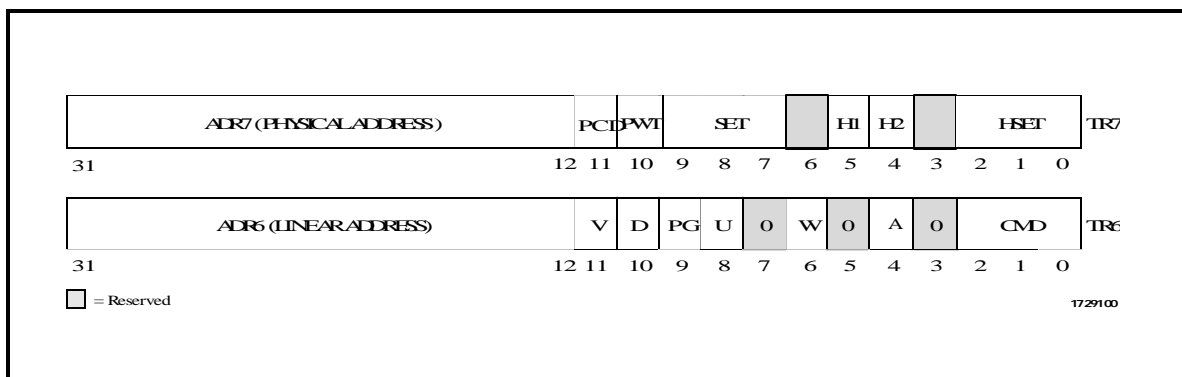 ADR7 (PHYSICAL ADDRESS) PCD PWT SET H1 H2 HSET TR7
31 12 11 10 9 8 7 6 5 4 3 2 1 0
ADR6 (LINEAR ADDRESS) V D PG U 0 W 0 A 0 CMD TR6
31 12 11 10 9 8 7 6 5 4 3 2 1 0
= Reserved
1729100